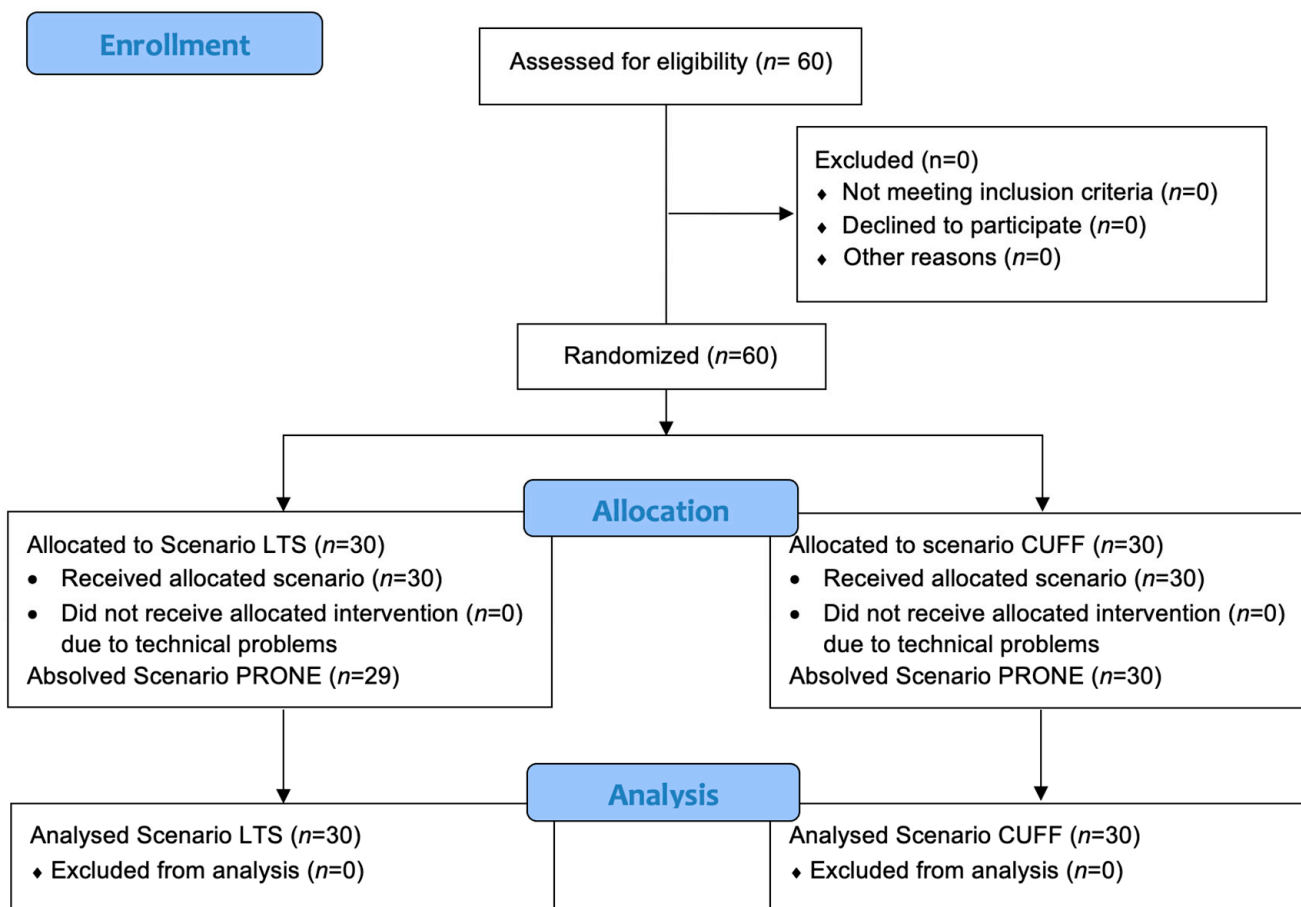 Enrollment
Assessed for eligibility (n= 60)
Excluded (n=0)
♦ Not meeting inclusion criteria (n=0)
♦ Declined to participate (n=0)
♦ Other reasons (n=0)
Randomized (n=60)
Allocation
Allocated to Scenario LTS (n=30)
• Received allocated scenario (n=30)
• Did not receive allocated intervention (n=0)
due to technical problems
Absolved Scenario PRONE (n=29)
Allocated to scenario CUFF (n=30)
• Received allocated scenario (n=30)
• Did not receive allocated intervention (n=0)
due to technical problems
Absolved Scenario PRONE (n=30)
Analysis
Analysed Scenario LTS (n=30)
♦ Excluded from analysis (n=0)
Analysed Scenario CUFF (n=30)
♦ Excluded from analysis (n=0)